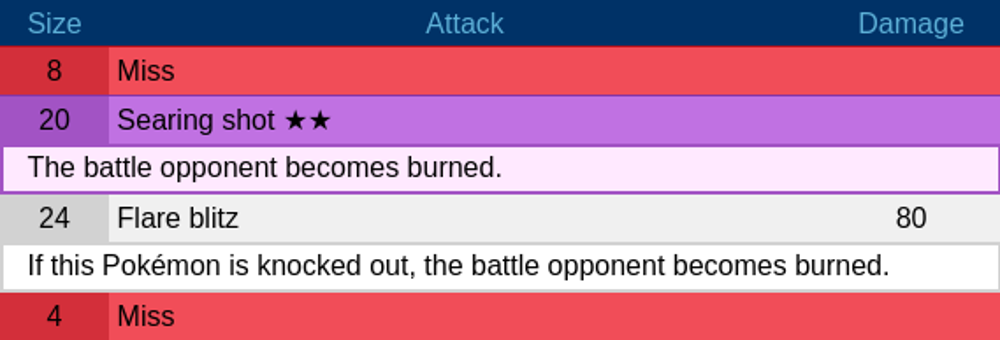 Size Attack Damage
8 Miss
20 Searing shot ★★
The battle opponent becomes burned.
24 Flare blitz 80
If this Pokémon is knocked out, the battle opponent becomes burned.
4 Miss